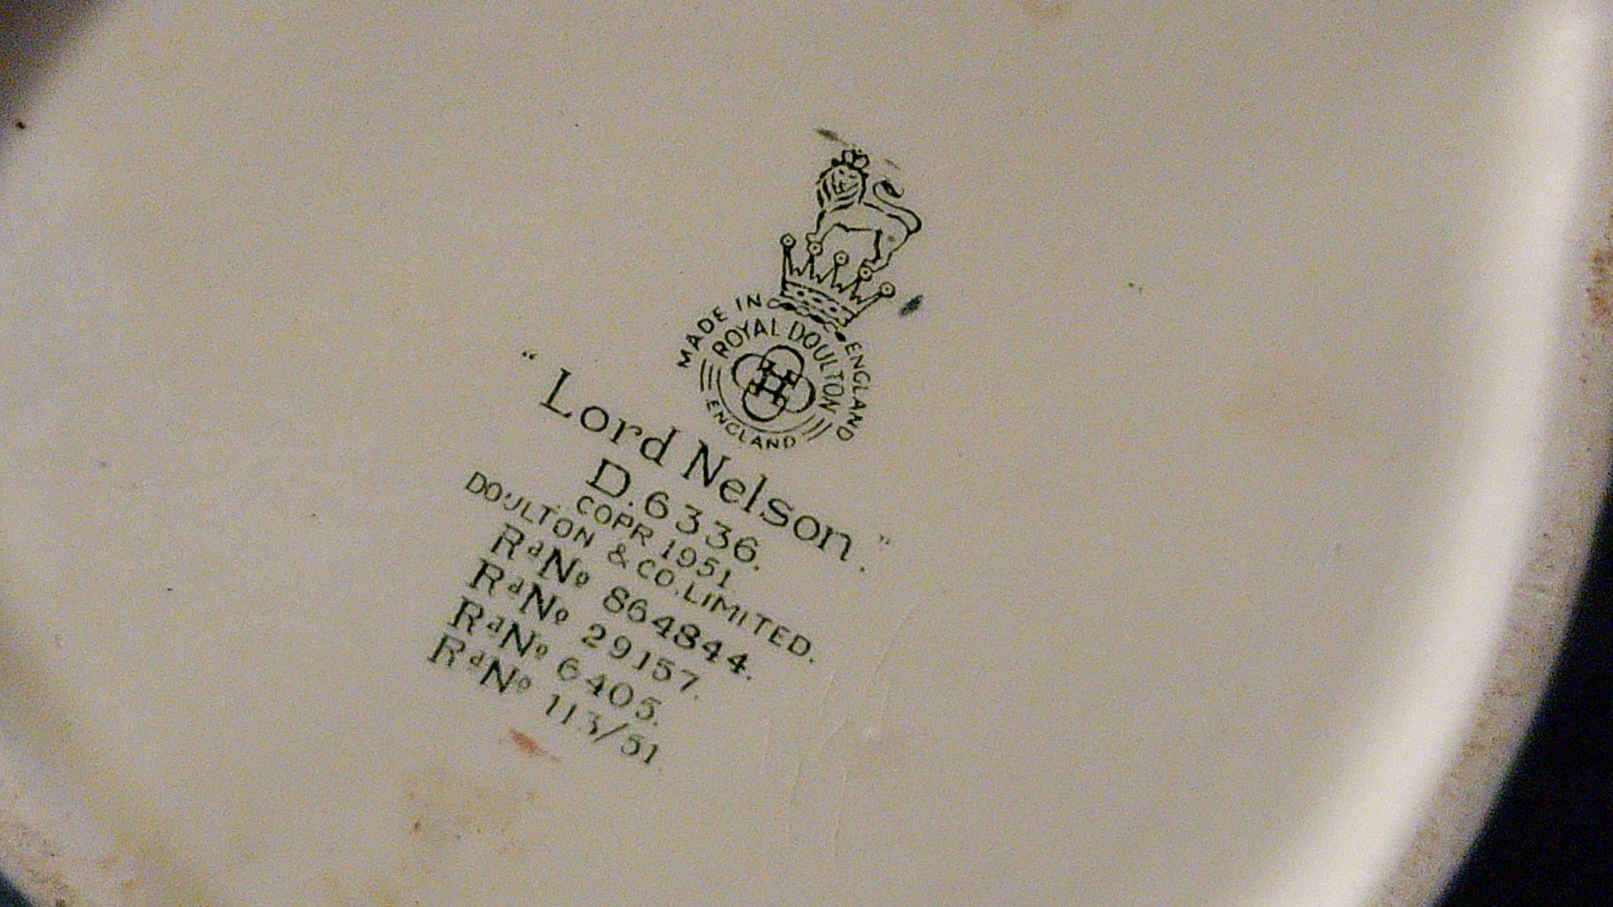 MADE IN ENGLAND
ROYAL DOULTON
ENGLAND
"Lord Nelson."
D.6336.
COPR 1951
DOULTON & CO. LIMITED.
RdNo 864844.
RdNo 29157.
RdNo 6405.
RdNo 113/51